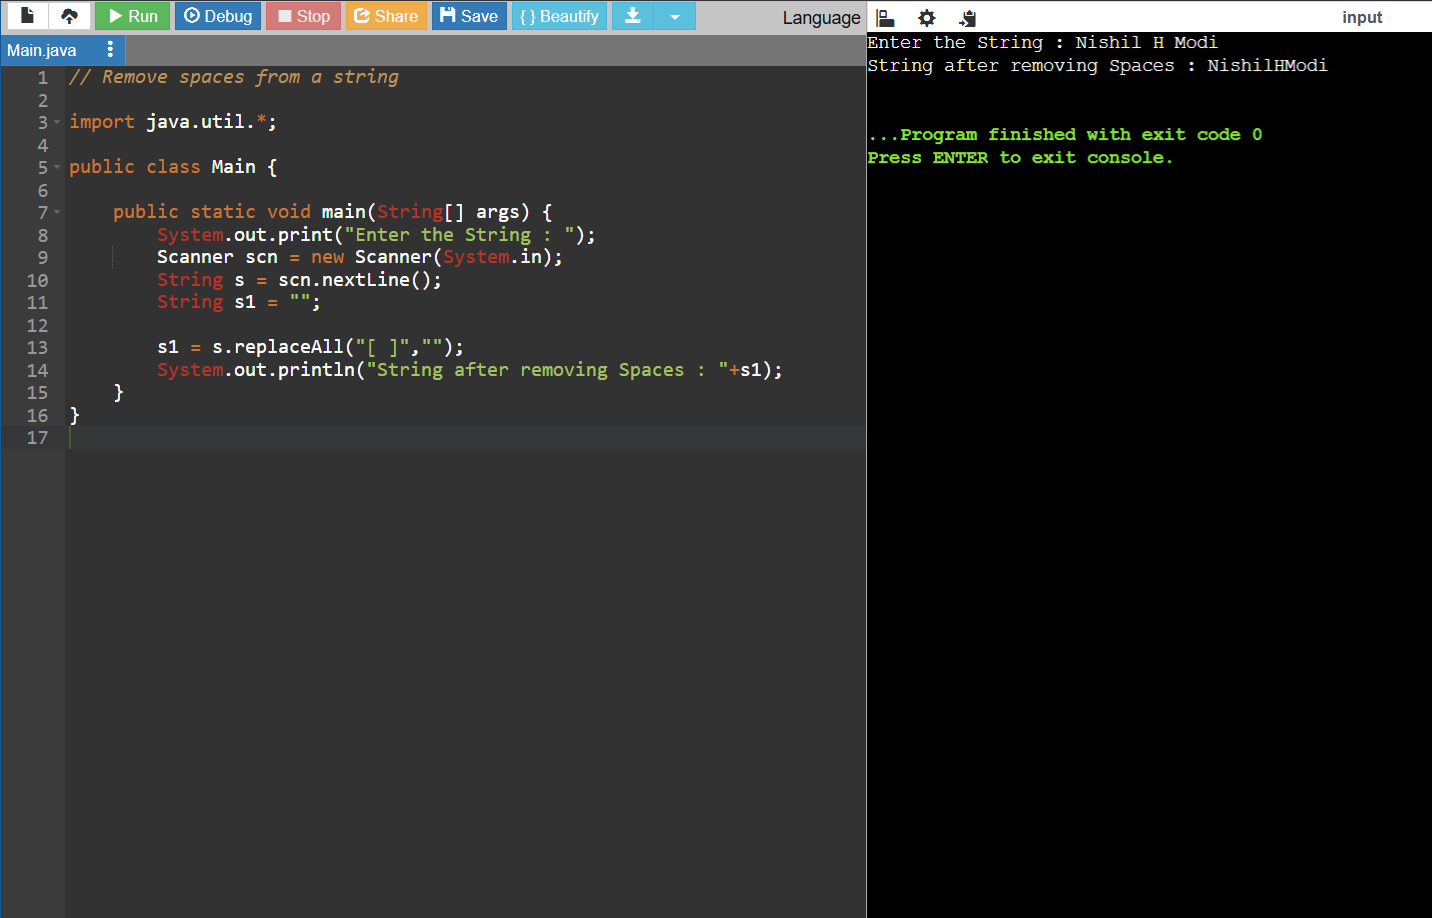 Run Debug Stop Share Save { } Beautify Language input
Main.java
1 // Remove spaces from a string
2
3 import java.util.*;
4
5 public class Main {
6
7     public static void main(String[] args) {
8         System.out.print("Enter the String : ");
9         Scanner scn = new Scanner(System.in);
10         String s = scn.nextLine();
11         String s1 = "";
12
13         s1 = s.replaceAll("[ ]","");
14         System.out.println("String after removing Spaces : "+s1);
15     }
16 }
17
Enter the String : Nishil H Modi
String after removing Spaces : NishilHModi
...Program finished with exit code 0
Press ENTER to exit console.